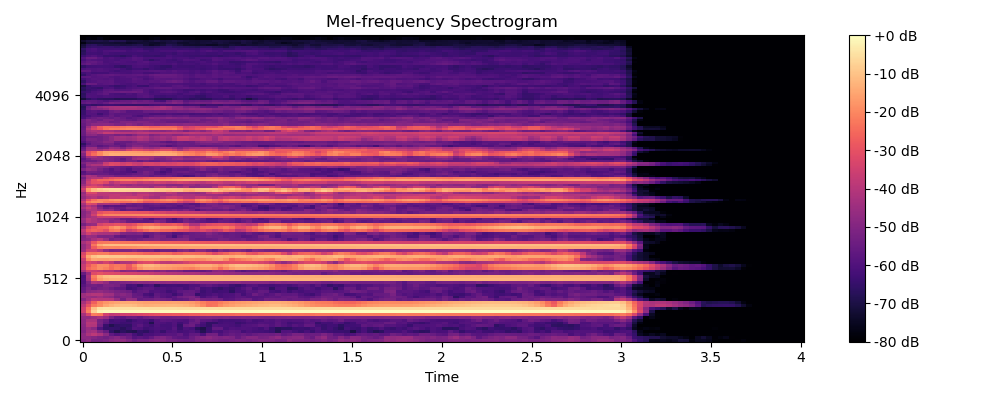 Mel-frequency Spectrogram
Hz
4096
2048
1024
512
0
0
0.5
1
1.5
2
2.5
3
3.5
4
Time
+0 dB
-10 dB
-20 dB
-30 dB
-40 dB
-50 dB
-60 dB
-70 dB
-80 dB